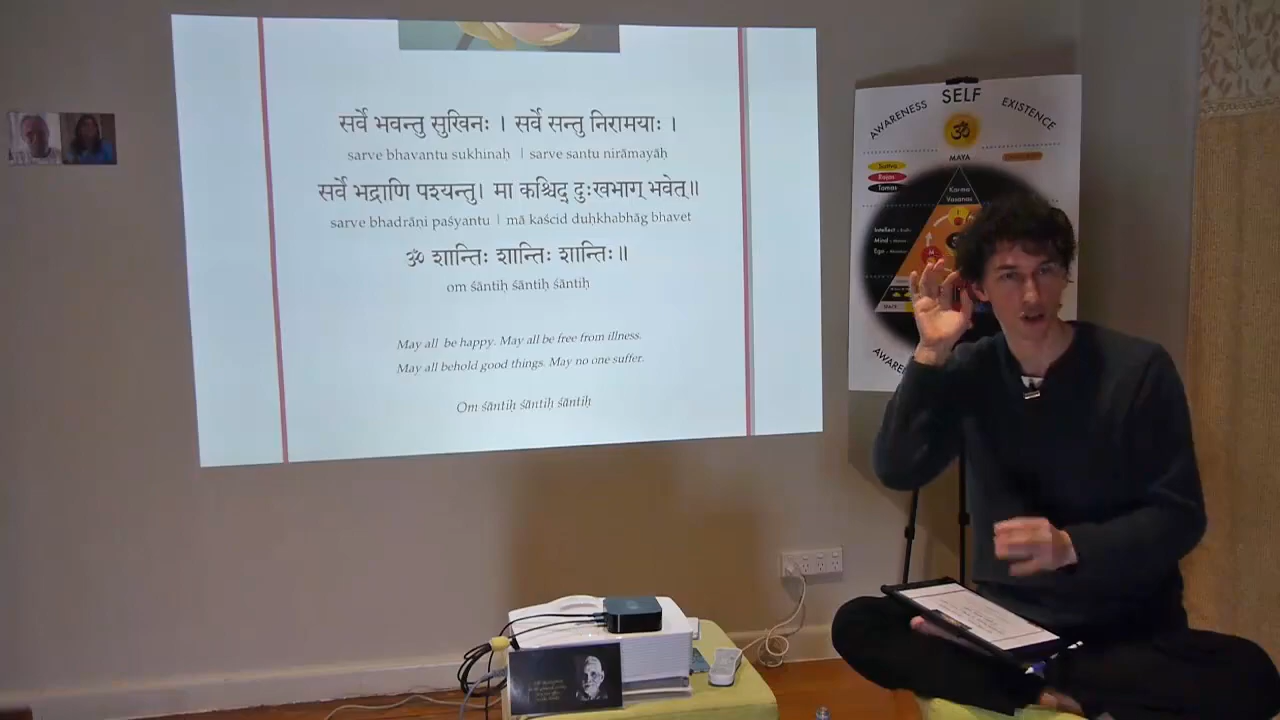 सर्वे भवन्तु सुखिनः । सर्वे सन्तु निरामयाः ।
sarve bhavantu sukhinaḥ | sarve santu nirāmayāḥ
सर्वे भद्राणि पश्यन्तु। मा कश्चिद् दुःखभाग् भवेत्॥
sarve bhadrāṇi paśyantu | mā kaścid duḥkhabhāg bhavet
ॐ शान्तिः शान्तिः शान्तिः॥
om śāntiḥ śāntiḥ śāntiḥ
May all be happy. May all be free from illness.
May all behold good things. May no one suffer.
Om śāntiḥ śāntiḥ śāntiḥ
SELF
AWARENESS
EXISTENCE
ॐ
MAYA
Sattva
Rajas
Tamas
Karma
Vasanas
Intellect
Mind
Ego